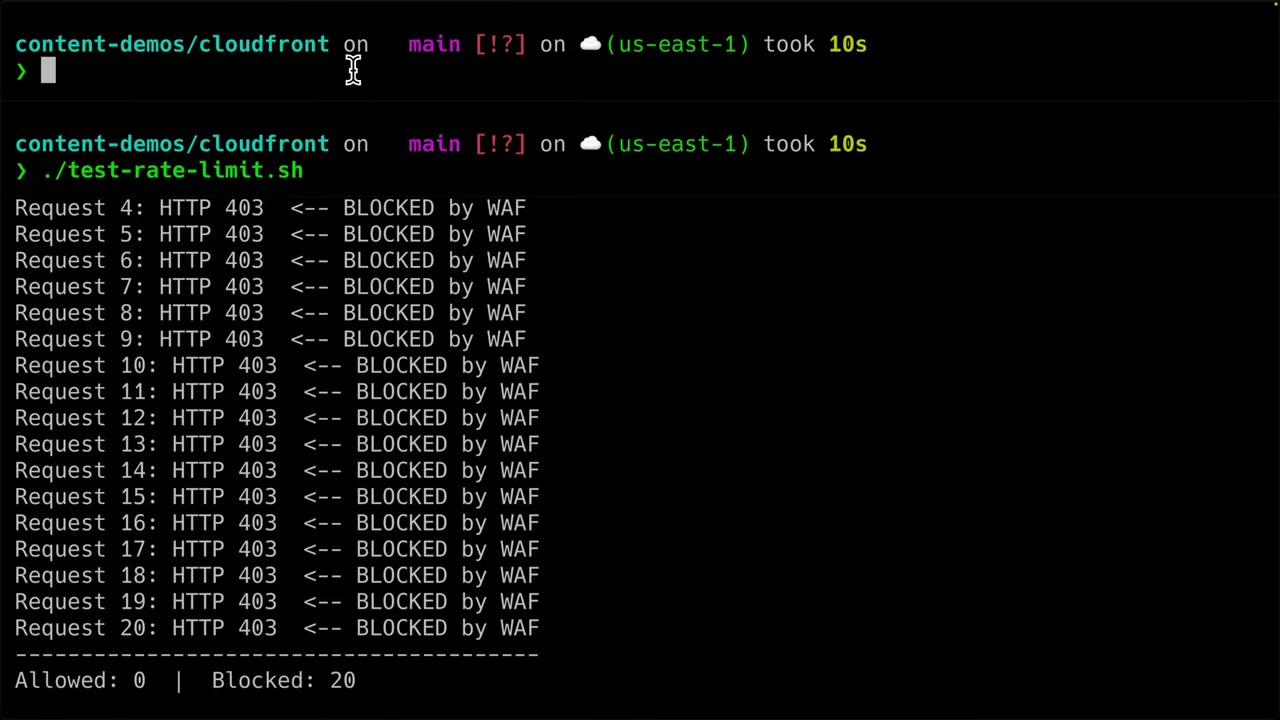 content-demos/cloudfront on main [!?] on ☁️(us-east-1) took 10s
❯
content-demos/cloudfront on main [!?] on ☁️(us-east-1) took 10s
❯ ./test-rate-limit.sh
Request 4: HTTP 403  <-- BLOCKED by WAF
Request 5: HTTP 403  <-- BLOCKED by WAF
Request 6: HTTP 403  <-- BLOCKED by WAF
Request 7: HTTP 403  <-- BLOCKED by WAF
Request 8: HTTP 403  <-- BLOCKED by WAF
Request 9: HTTP 403  <-- BLOCKED by WAF
Request 10: HTTP 403  <-- BLOCKED by WAF
Request 11: HTTP 403  <-- BLOCKED by WAF
Request 12: HTTP 403  <-- BLOCKED by WAF
Request 13: HTTP 403  <-- BLOCKED by WAF
Request 14: HTTP 403  <-- BLOCKED by WAF
Request 15: HTTP 403  <-- BLOCKED by WAF
Request 16: HTTP 403  <-- BLOCKED by WAF
Request 17: HTTP 403  <-- BLOCKED by WAF
Request 18: HTTP 403  <-- BLOCKED by WAF
Request 19: HTTP 403  <-- BLOCKED by WAF
Request 20: HTTP 403  <-- BLOCKED by WAF
----------------------------------------
Allowed: 0  |  Blocked: 20